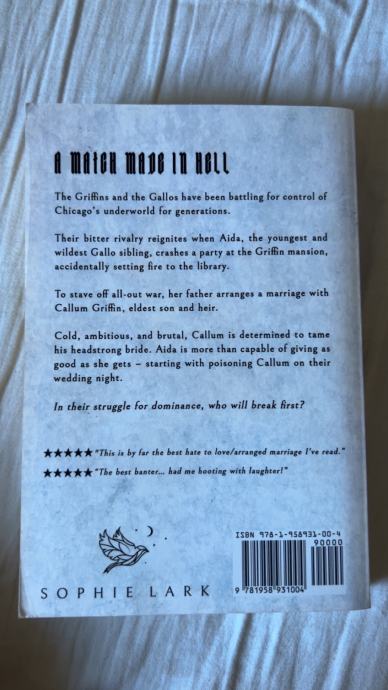 A MATCH MADE IN HELL
The Griffins and the Gallos have been battling for control of
Chicago's underworld for generations.
Their bitter rivalry reignites when Aida, the youngest and
wildest Gallo sibling, crashes a party at the Griffin mansion,
accidentally setting fire to the library.
To stave off all-out war, her father arranges a marriage with
Callum Griffin, eldest son and heir.
Cold, ambitious, and brutal, Callum is determined to tame
his headstrong bride. Aida is more than capable of giving as
good as she gets – starting with poisoning Callum on their
wedding night.
In their struggle for dominance, who will break first?
★★★★★ "This is by far the best hate to love/arranged marriage I've read."
★★★★★ "The best banter... had me hooting with laughter!"
SOPHIE LARK
ISBN 978-1-958931-00-4
90000
9 781958 931004